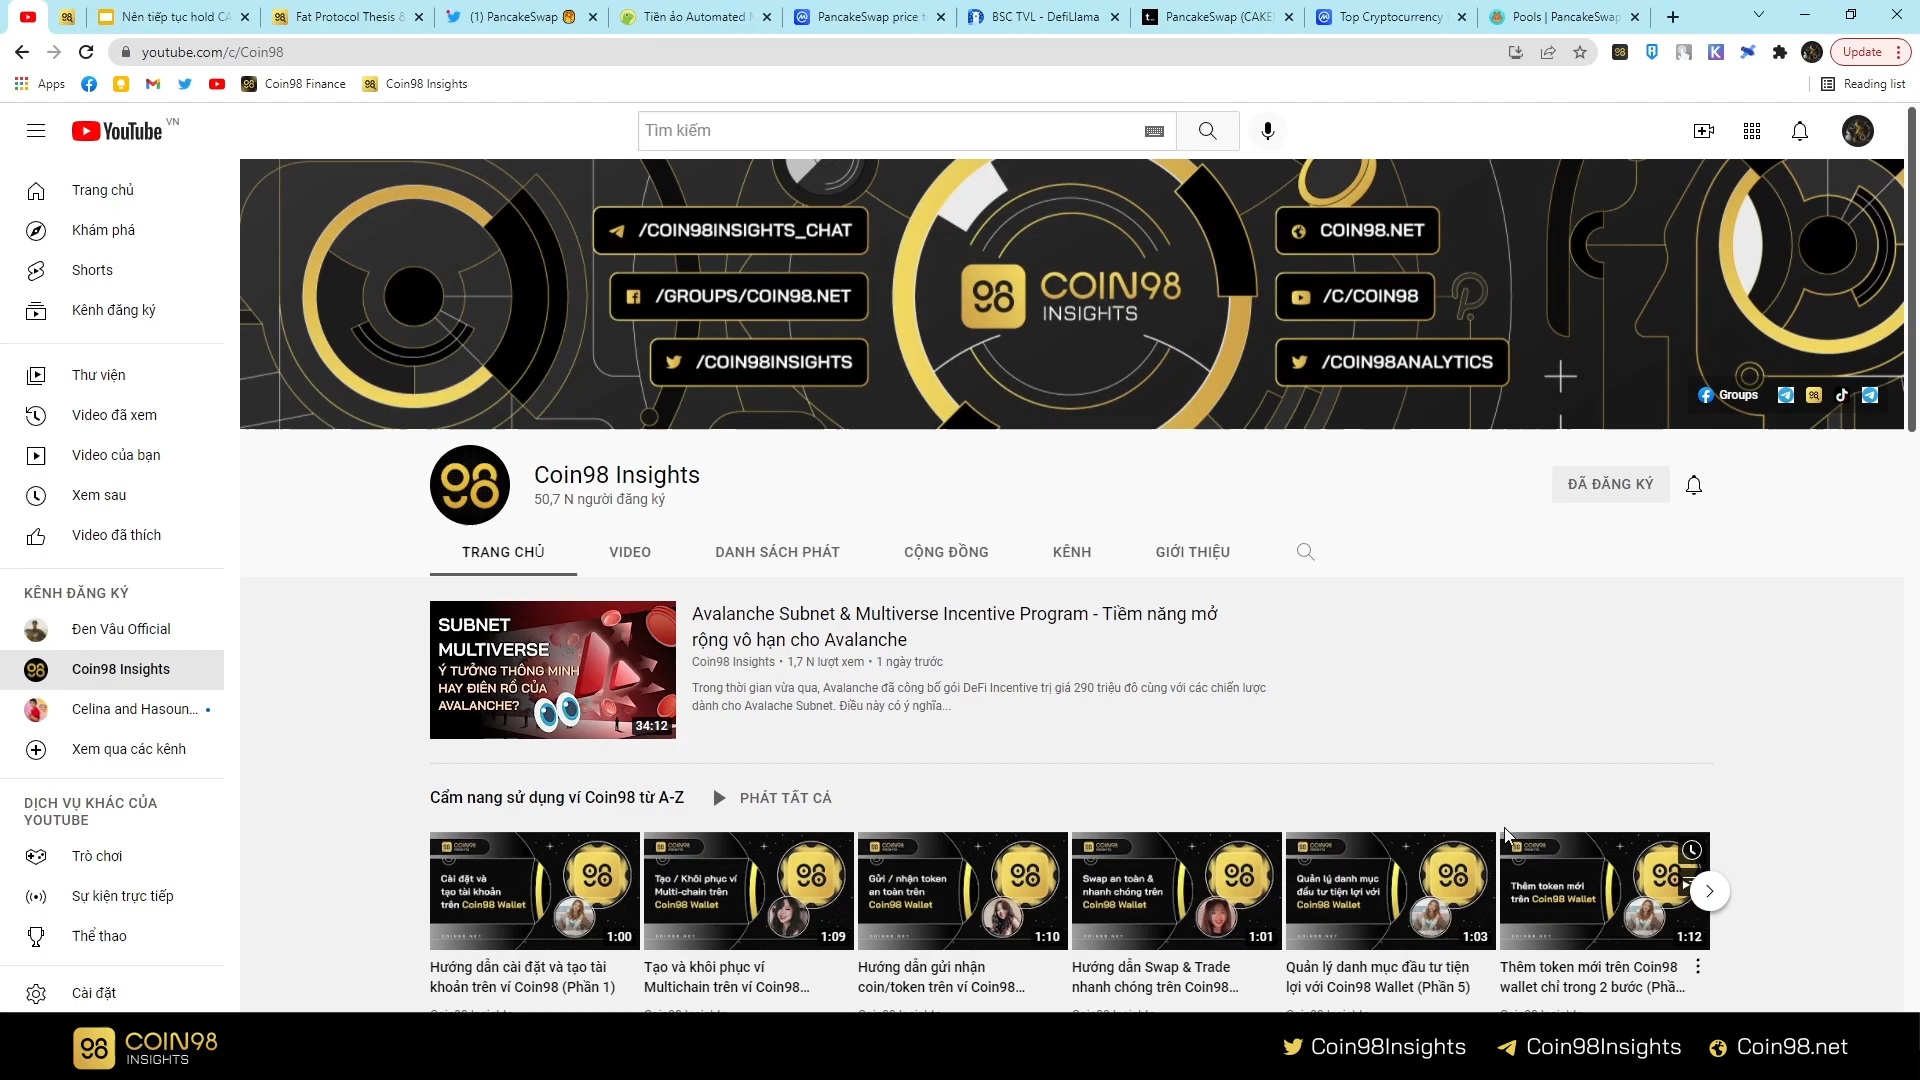 Nên tiếp tục hold CA
Fat Protocol Thesis &
(1) PancakeSwap
Tiền ảo Automated M
PancakeSwap price t
BSC TVL - DefiLlama
PancakeSwap (CAKE)
Top Cryptocurrency
Pools | PancakeSwap
youtube.com/c/Coin98
Update
Apps
Coin98 Finance
Coin98 Insights
Reading list
YouTube VN
Tìm kiếm
Trang chủ
Khám phá
Shorts
Kênh đăng ký
Thư viện
Video đã xem
Video của bạn
Xem sau
Video đã thích
KÊNH ĐĂNG KÝ
Đen Vâu Official
Coin98 Insights
Celina and Hasoun...
Xem qua các kênh
DỊCH VỤ KHÁC CỦA
YOUTUBE
Trò chơi
Sự kiện trực tiếp
Thể thao
Cài đặt
/COIN98INSIGHTS_CHAT
/GROUPS/COIN98.NET
/COIN98INSIGHTS
98 COIN98
INSIGHTS
COIN98.NET
/C/COIN98
/COIN98ANALYTICS
Groups
98
Coin98 Insights
50,7 N người đăng ký
ĐÃ ĐĂNG KÝ
TRANG CHỦ
VIDEO
DANH SÁCH PHÁT
CỘNG ĐỒNG
KÊNH
GIỚI THIỆU
SUBNET
MULTIVERSE
Ý TƯỞNG THÔNG MINH
HAY ĐIÊN RỒ CỦA
AVALANCHE?
34:12
Avalanche Subnet & Multiverse Incentive Program - Tiềm năng mở
rộng vô hạn cho Avalanche
Coin98 Insights • 1,7 N lượt xem • 1 ngày trước
Trong thời gian vừa qua, Avalanche đã công bố gói DeFi Incentive trị giá 290 triệu đô cùng với các chiến lược
dành cho Avalache Subnet. Điều này có ý nghĩa...
Cẩm nang sử dụng ví Coin98 từ A-Z
PHÁT TẤT CẢ
Cài đặt và
tạo tài khoản
trên Coin98 Wallet
1:00
Hướng dẫn cài đặt và tạo tài
khoản trên ví Coin98 (Phần 1)
Tạo / Khôi phục ví
Multi-chain trên
Coin98 Wallet
1:09
Tạo và khôi phục ví
Multichain trên ví Coin98...
Gửi / nhận token
an toàn trên
Coin98 Wallet
1:10
Hướng dẫn gửi nhận
coin/token trên ví Coin98...
Swap an toàn &
nhanh chóng trên
Coin98 Wallet
1:01
Hướng dẫn Swap & Trade
nhanh chóng trên Coin98...
Quản lý danh mục
đầu tư tiện lợi với
Coin98 Wallet
1:03
Quản lý danh mục đầu tư tiện
lợi với Coin98 Wallet (Phần 5)
Thêm token mới
trên Coin98 Wallet
1:12
Thêm token mới trên Coin98
wallet chỉ trong 2 bước (Phầ...
98 COIN98
INSIGHTS
Coin98Insights
Coin98Insights
Coin98.net